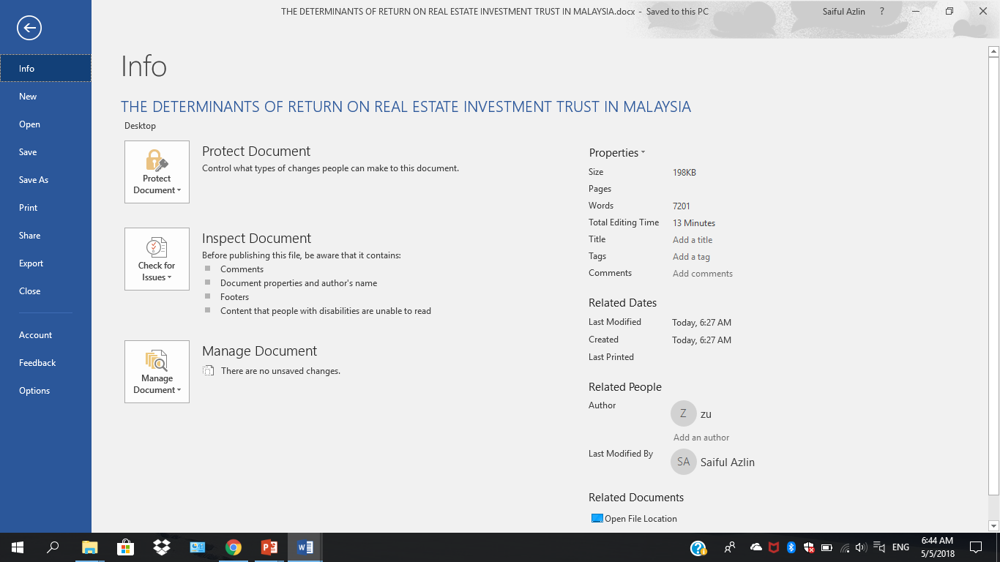 THE DETERMINANTS OF RETURN ON REAL ESTATE INVESTMENT TRUST IN MALAYSIA.docx - Saved to this PC
Saiful Azlin ?
Info
New
Open
Save
Save As
Print
Share
Export
Close
Account
Feedback
Options
Info
THE DETERMINANTS OF RETURN ON REAL ESTATE INVESTMENT TRUST IN MALAYSIA
Desktop
Protect
Document
Protect Document
Control what types of changes people can make to this document.
Check for
Issues
Inspect Document
Before publishing this file, be aware that it contains:
Comments
Document properties and author's name
Footers
Content that people with disabilities are unable to read
Manage
Document
Manage Document
There are no unsaved changes.
Properties
Size 198KB
Pages
Words 7201
Total Editing Time 13 Minutes
Title Add a title
Tags Add a tag
Comments Add comments
Related Dates
Last Modified Today, 6:27 AM
Created Today, 6:27 AM
Last Printed
Related People
Author Z zu
Add an author
Last Modified By SA Saiful Azlin
Related Documents
Open File Location
ENG
6:44 AM
5/5/2018